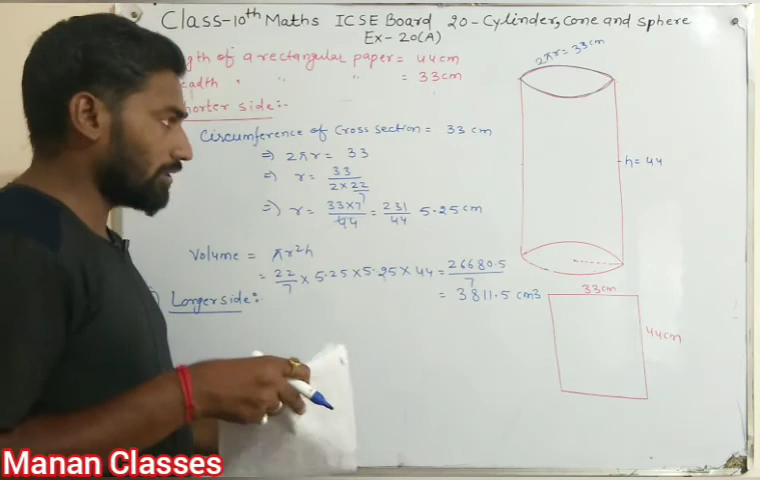 Class-10th Maths ICSE Board 20-Cylinder, Cone and Sphere
Ex-20(A)
gth of a rectangular paper = 44cm
eadth " " " = 33cm
horter side :-
Circumference of Cross section = 33 cm
⇒ 2πr = 33
⇒ r = 33/(2×22/7)
⇒ r = 33×7/44 = 231/44 5.25cm
Volume = πr²h
= 22/7 × 5.25 × 5.25 × 44 = 26680.5/7
= 3811.5 cm3
Longer side :-
2πr = 33cm
h = 44
33cm
44cm
Manan Classes